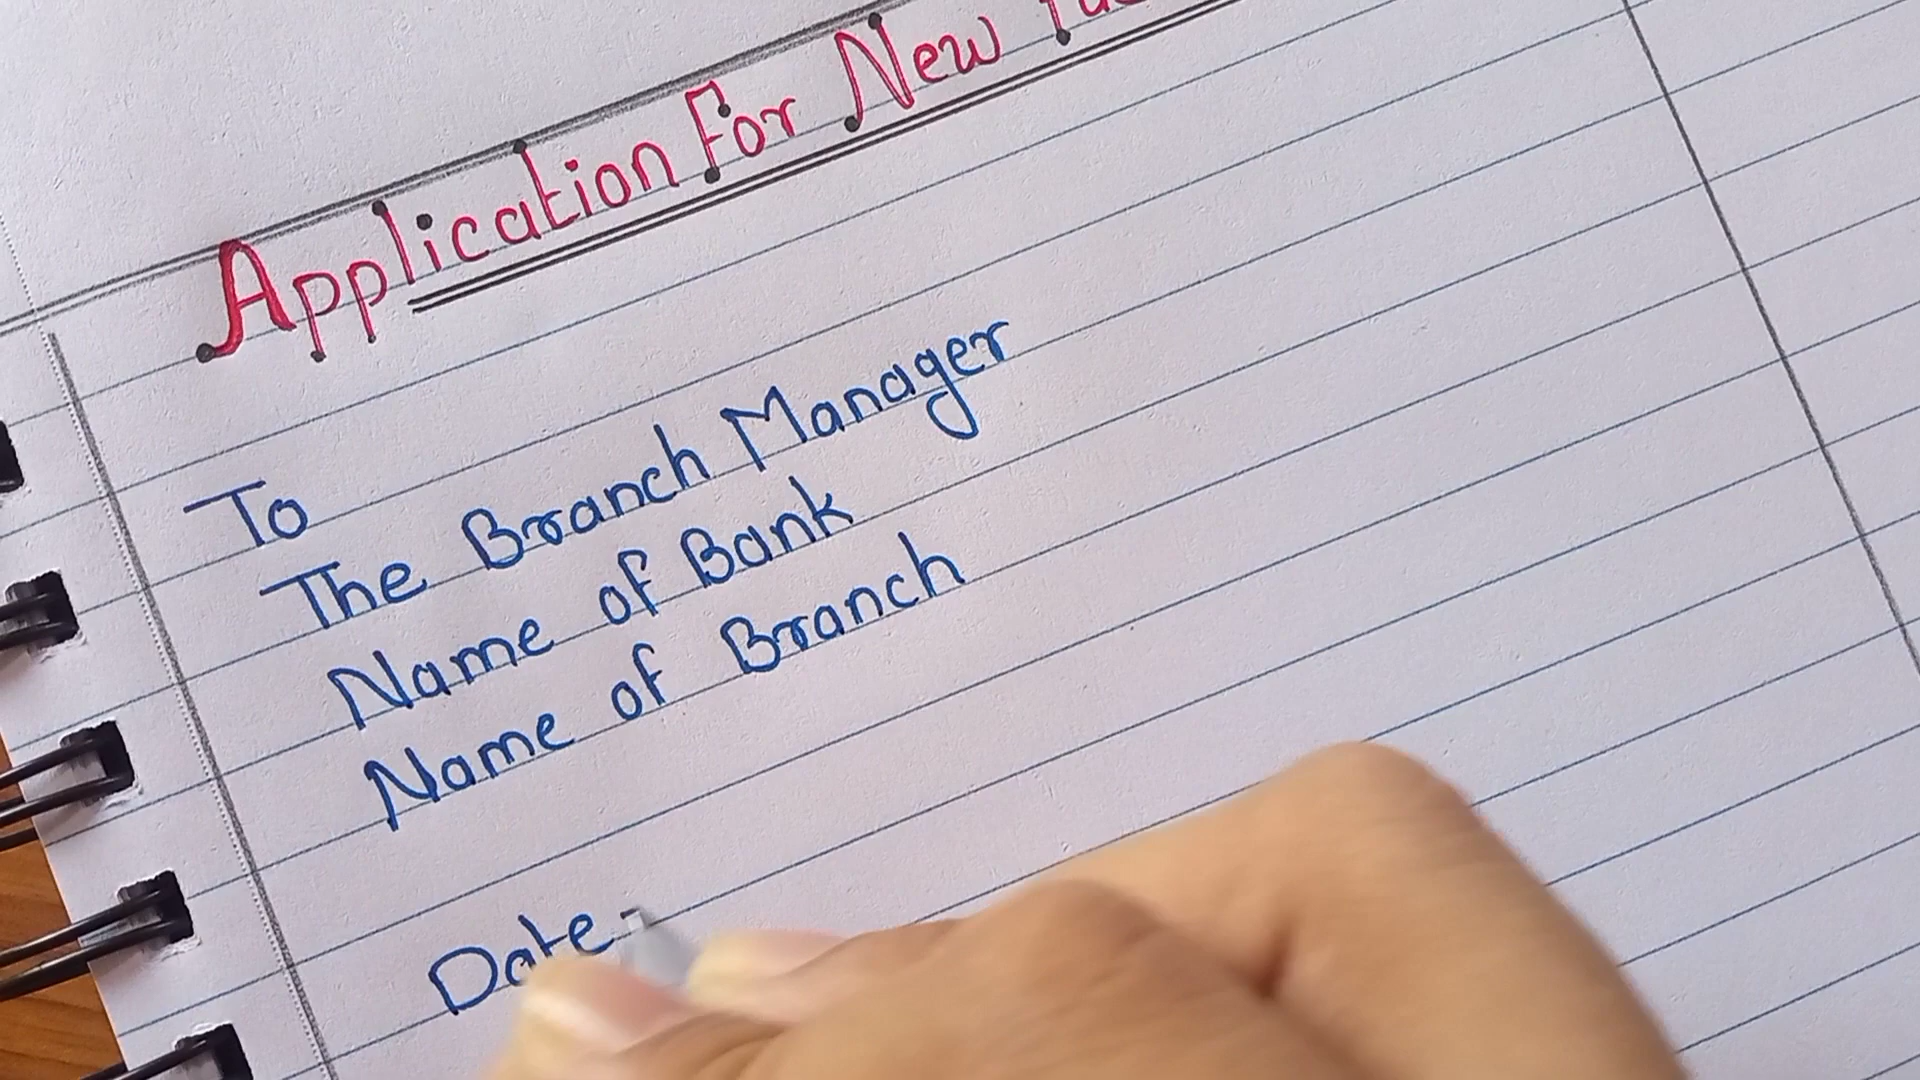 Application For New
To
The Branch Manager
Name of Bank
Name of Branch
Date-